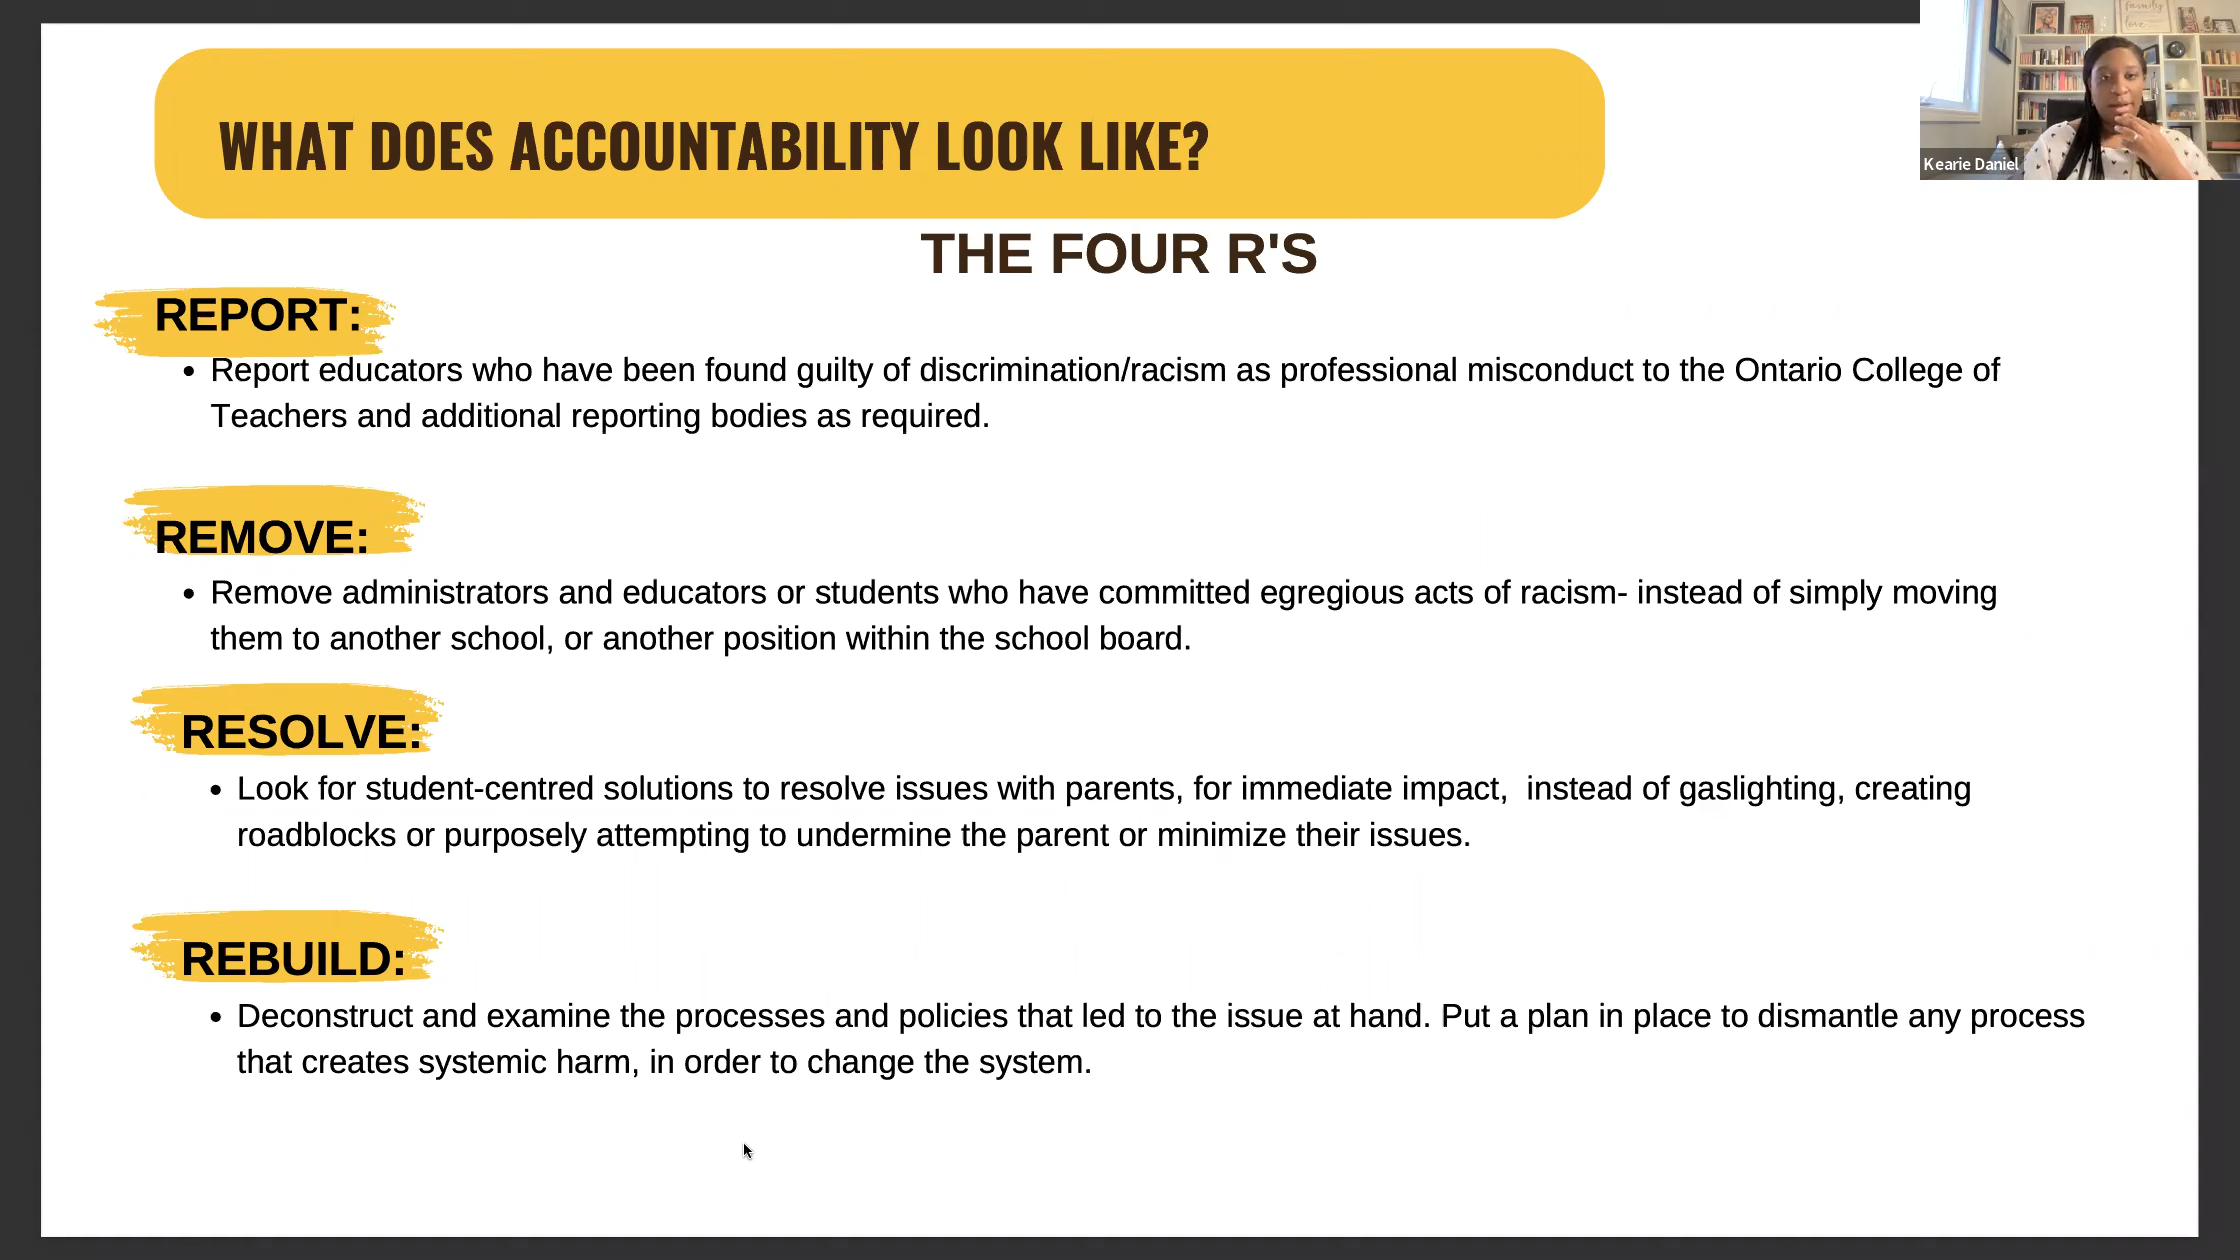 WHAT DOES ACCOUNTABILITY LOOK LIKE?
family
love
Kearie Daniel
THE FOUR R'S
REPORT:
• Report educators who have been found guilty of discrimination/racism as professional misconduct to the Ontario College of
Teachers and additional reporting bodies as required.
REMOVE:
• Remove administrators and educators or students who have committed egregious acts of racism- instead of simply moving
them to another school, or another position within the school board.
RESOLVE:
• Look for student-centred solutions to resolve issues with parents, for immediate impact,  instead of gaslighting, creating
roadblocks or purposely attempting to undermine the parent or minimize their issues.
REBUILD:
• Deconstruct and examine the processes and policies that led to the issue at hand. Put a plan in place to dismantle any process
that creates systemic harm, in order to change the system.